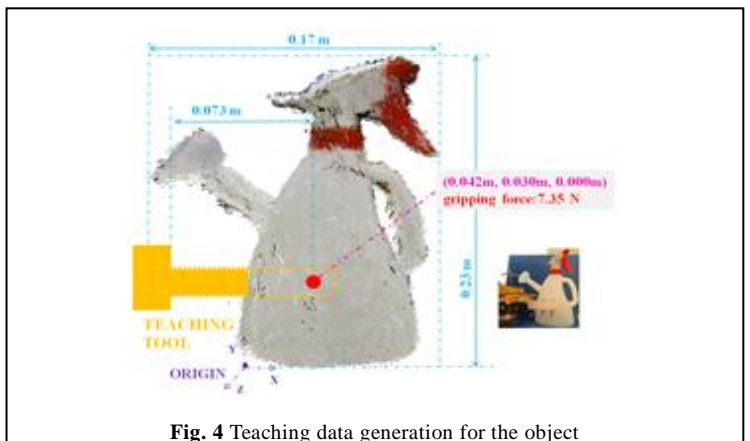 0.17 m
0.073 m
(0.042m, 0.030m, 0.000m)
gripping force:7.35 N
0.23 m
TEACHING
TOOL
Y
ORIGIN
X
Z
Fig. 4 Teaching data generation for the object